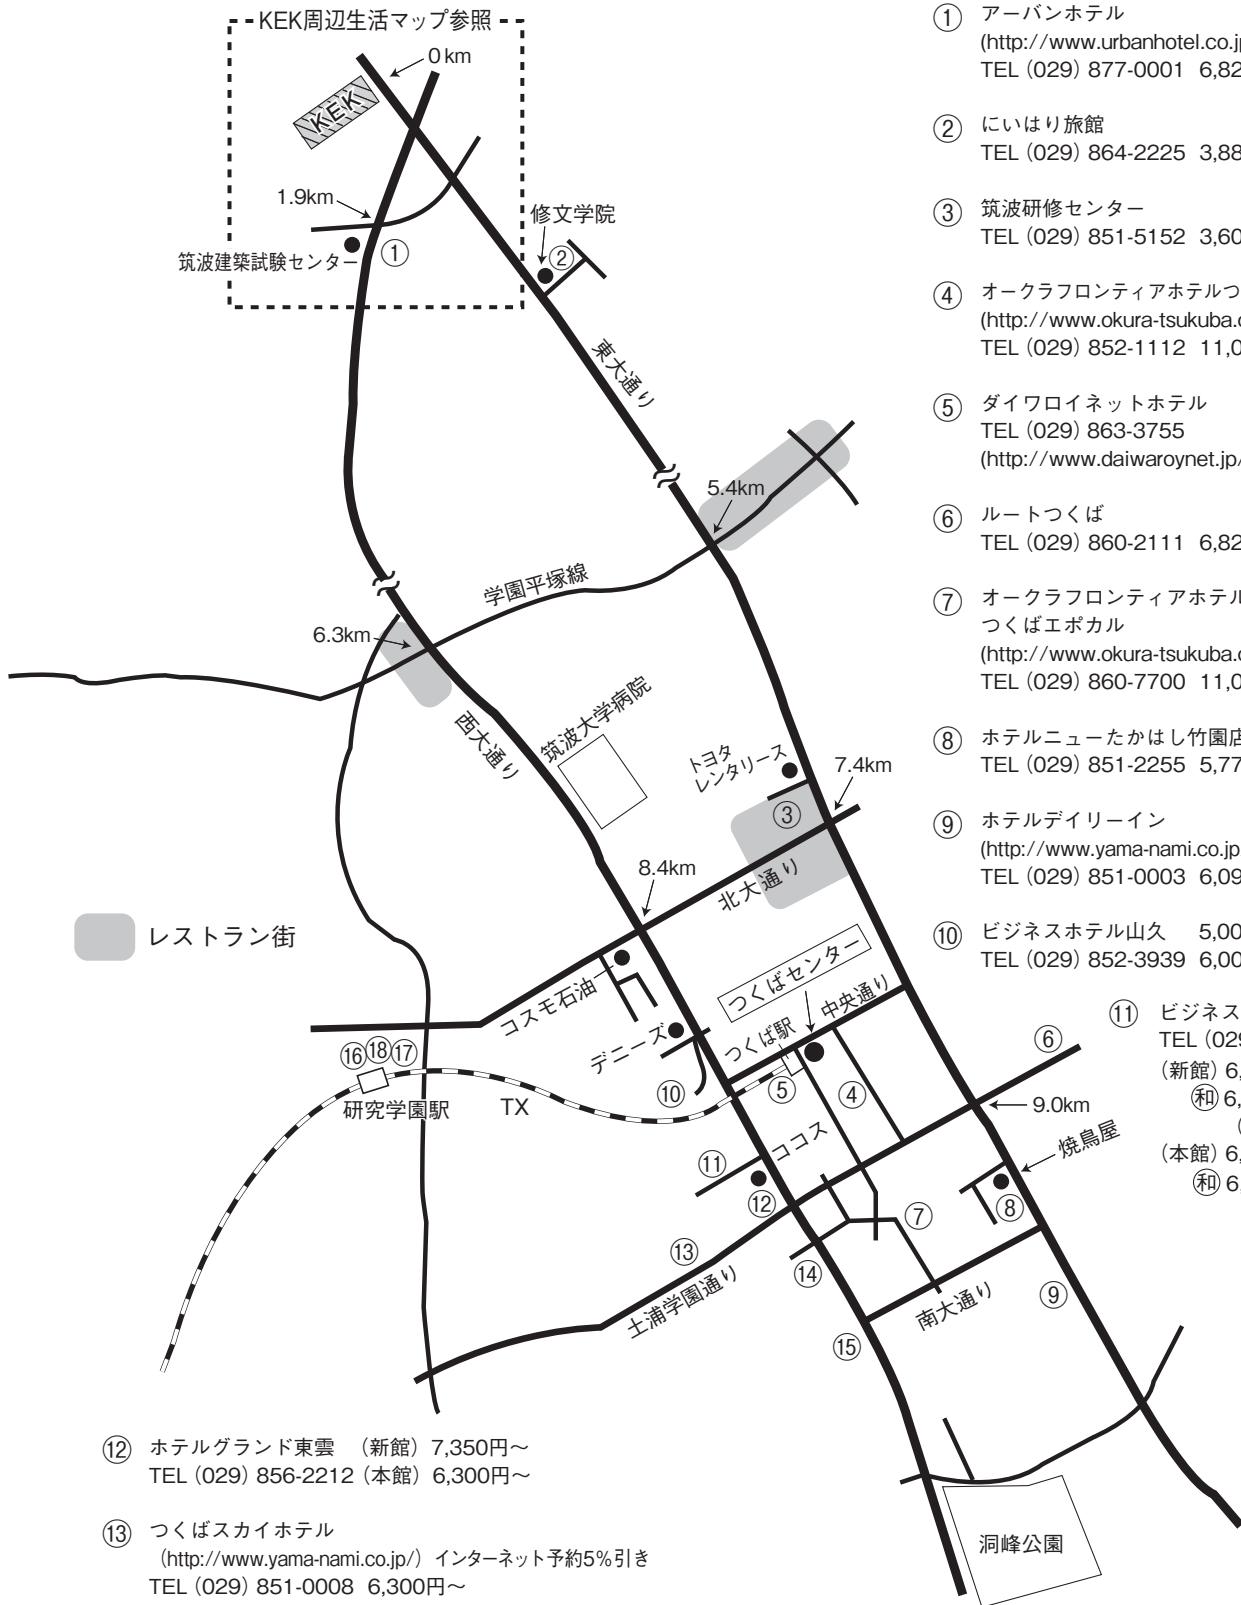 KEK周辺生活マップ参照
0km
KEK
1.9km
筑波建築試験センター
①
修文学院
②
東大通り
5.4km
学園平塚線
6.3km
西大通り
筑波大学病院
トヨタ
レンタリース
7.4km
③
北大通り
8.4km
レストラン街
コスモ石油
つくばセンター
デニーズ
つくば駅
中央通り
⑯⑱⑰
研究学園駅
TX
⑩
⑤
④
⑥
9.0km
焼鳥屋
ココス
⑪
⑫
⑧
⑦
⑬
⑭
土浦学園通り
南大通り
⑨
⑮
洞峰公園
① アーバンホテル
(http://www.urbanhotel.co.jp
TEL (029) 877-0001 6,82
② にいはり旅館
TEL (029) 864-2225 3,88
③ 筑波研修センター
TEL (029) 851-5152 3,60
④ オークラフロンティアホテルつ
(http://www.okura-tsukuba.c
TEL (029) 852-1112 11,0
⑤ ダイワロイネットホテル
TEL (029) 863-3755
(http://www.daiwaroynet.jp/
⑥ ルートつくば
TEL (029) 860-2111 6,82
⑦ オークラフロンティアホテル
つくばエポカル
(http://www.okura-tsukuba.c
TEL (029) 860-7700 11,0
⑧ ホテルニューたかはし竹園店
TEL (029) 851-2255 5,77
⑨ ホテルデイリーイン
(http://www.yama-nami.co.jp
TEL (029) 851-0003 6,09
⑩ ビジネスホテル山久 5,00
TEL (029) 852-3939 6,00
⑪ ビジネス
TEL (029
(新館) 6,
㊥ 6,
(
(本館) 6,
和 6,
⑫ ホテルグランド東雲 (新館) 7,350円～
TEL (029) 856-2212 (本館) 6,300円～
⑬ つくばスカイホテル
(http://www.yama-nami.co.jp/) インターネット予約5%引き
TEL (029) 851-0008 6,300円～